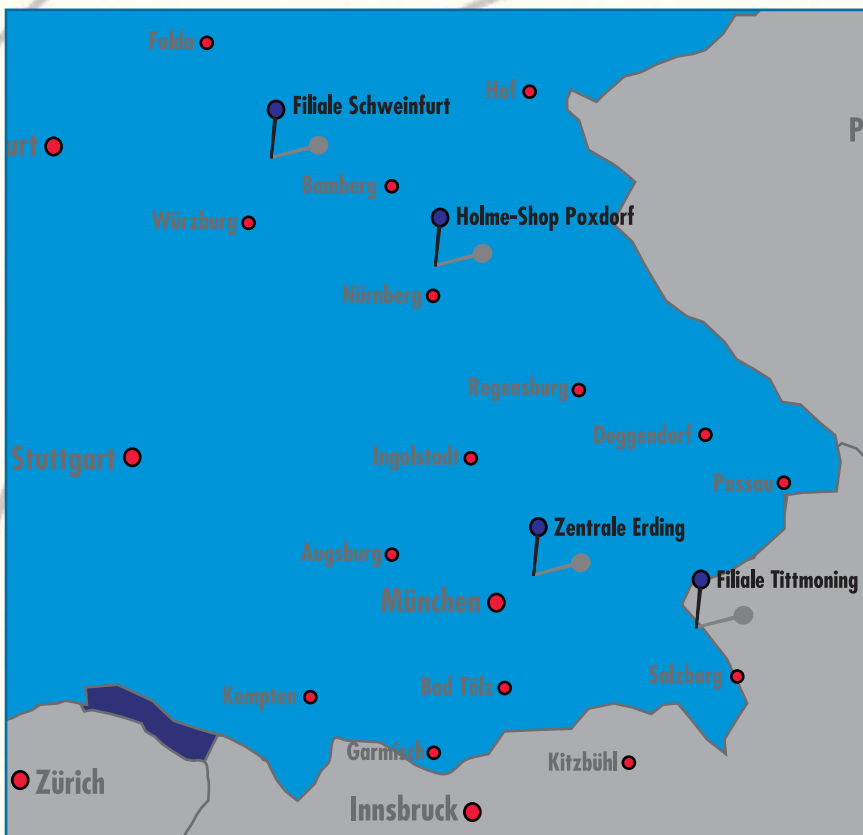 Fulda
Hof
Filiale Schweinfurt
urt
P
Bamberg
Würzburg
Holme-Shop Poxdorf
Nürnberg
Regensburg
Deggendorf
Stuttgart
Ingolstadt
Passau
Zentrale Erding
Augsburg
Filiale Tittmoning
München
Salzburg
Bad Tölz
Kempten
Garmisch
Kitzbühl
Zürich
Innsbruck